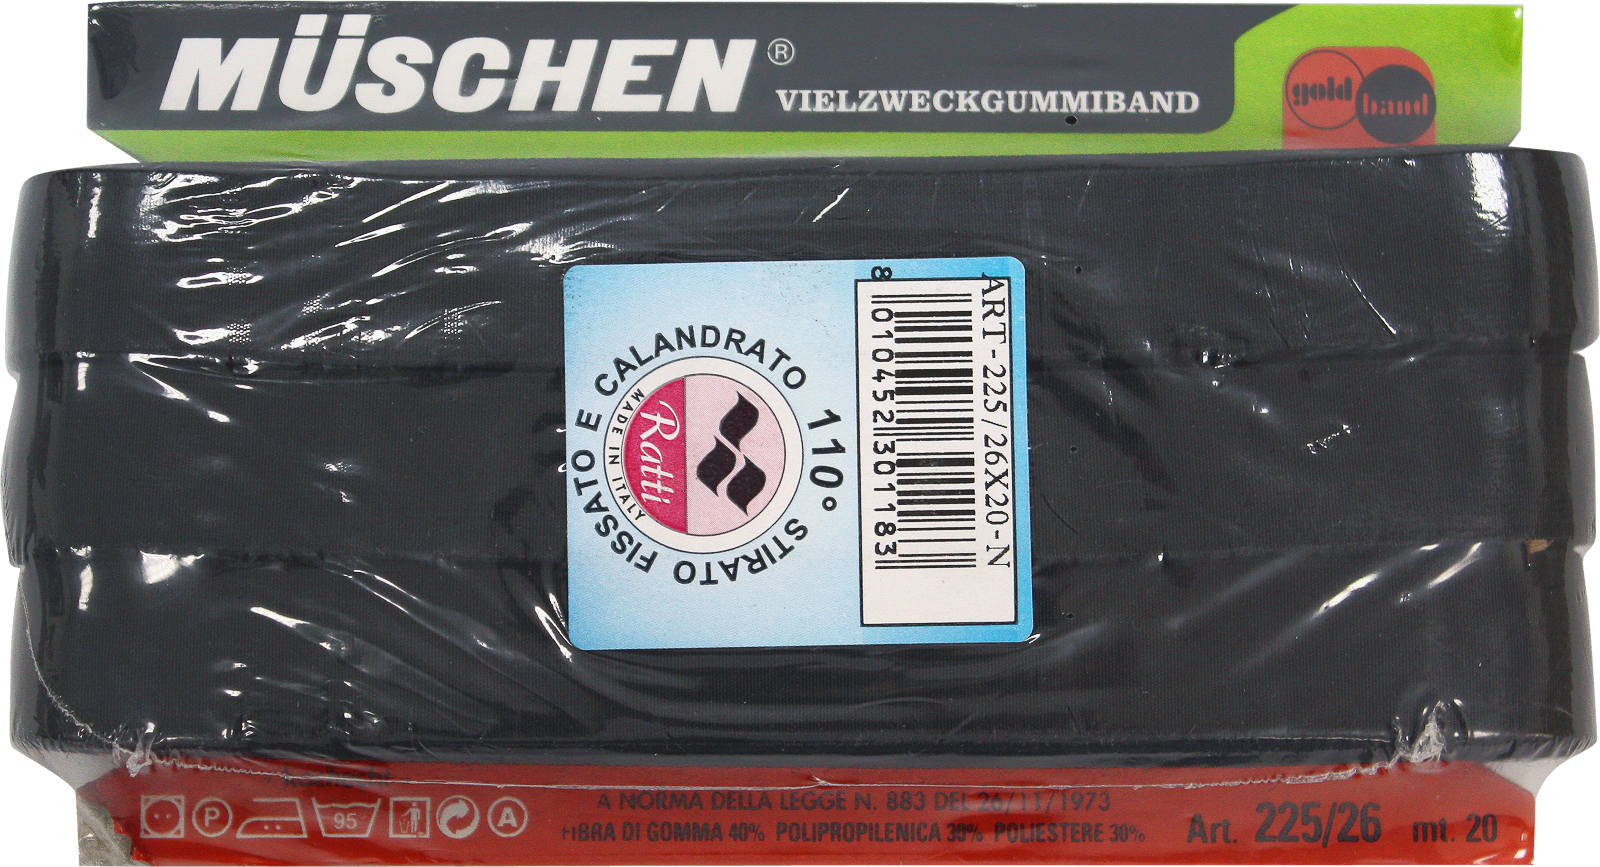 MÜSCHEN®
VIELZWECKGUMMIBAND
gold band
FISSATO E CALANDRATO 110° STIRATO
Ratti
MADE IN ITALY
ART-225/26X20-N
8 010452 301183
A NORMA DELLA LEGGE N. 883 DEL 26/11/1973
FIBRA DI GOMMA 40% POLIPROPILENICA 30% POLIESTERE 30%
Art. 225/26 mt. 20
P 95 A